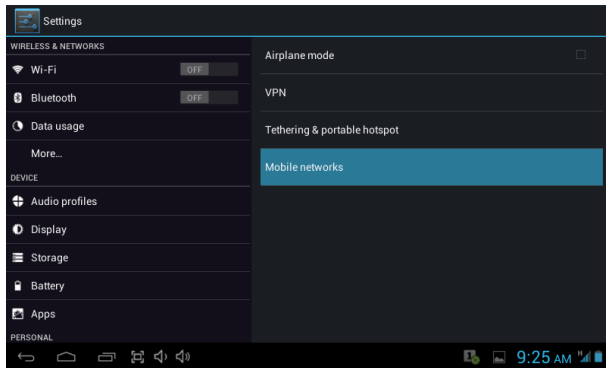 Settings
WIRELESS & NETWORKS
Wi-Fi OFF
Bluetooth OFF
Data usage
More...
DEVICE
Audio profiles
Display
Storage
Battery
Apps
PERSONAL
Airplane mode
VPN
Tethering & portable hotspot
Mobile networks
9:25 AM